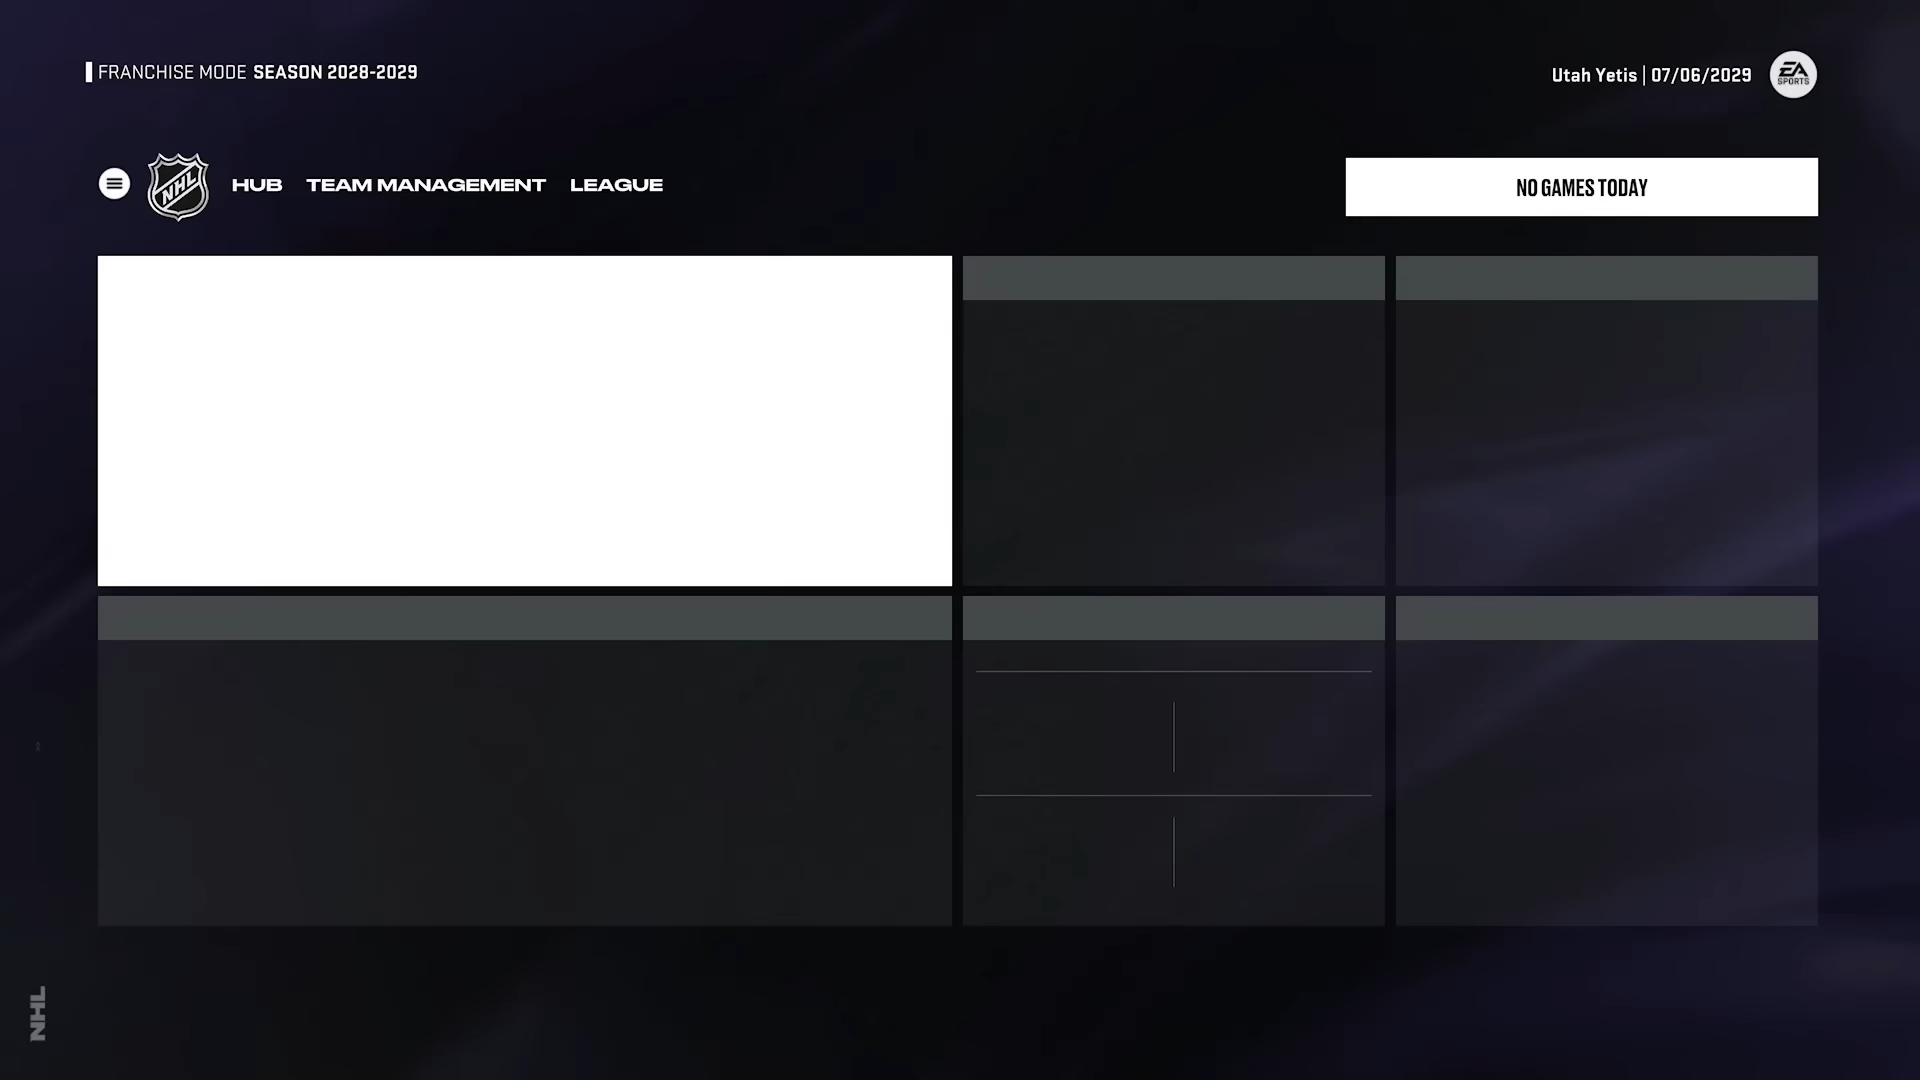 FRANCHISE MODE SEASON 2028-2029
Utah Yetis | 07/06/2029
EA SPORTS
NHL
HUB TEAM MANAGEMENT LEAGUE
NO GAMES TODAY
NHL